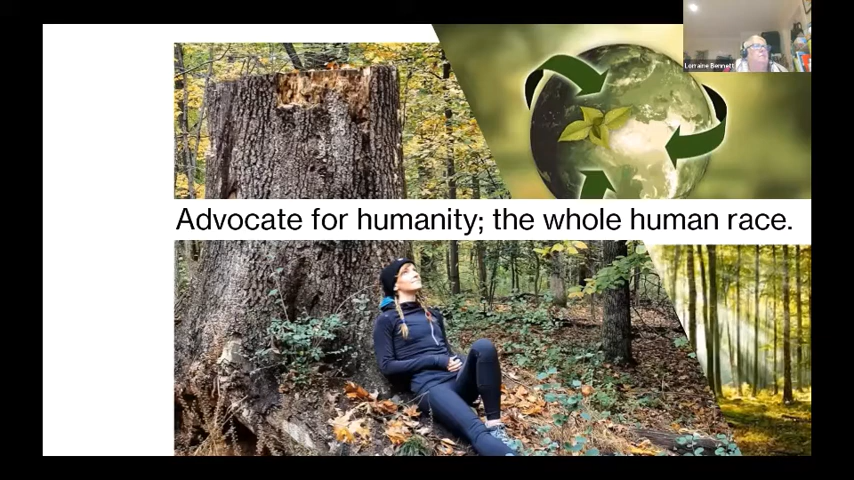 Lorraine Bennett
Advocate for humanity; the whole human race.